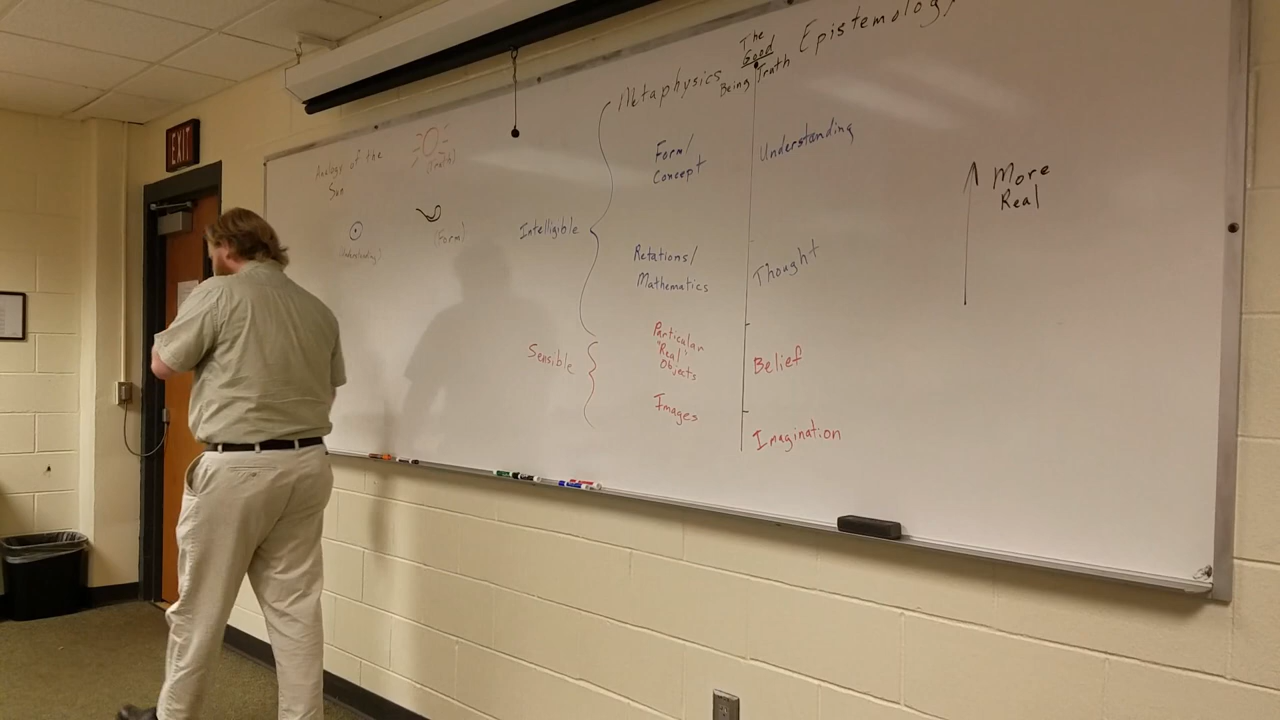 EXIT
Analogy of the
Sun
(Truth)
(Understanding)
(Form)
The
Good
Metaphysics
Being
Truth
Epistemology
Intelligible
Form/
Concept
Understanding
Relations/
Mathematics
Thought
Sensible
Particular
"Real"
Objects
Belief
Images
Imagination
More
Real